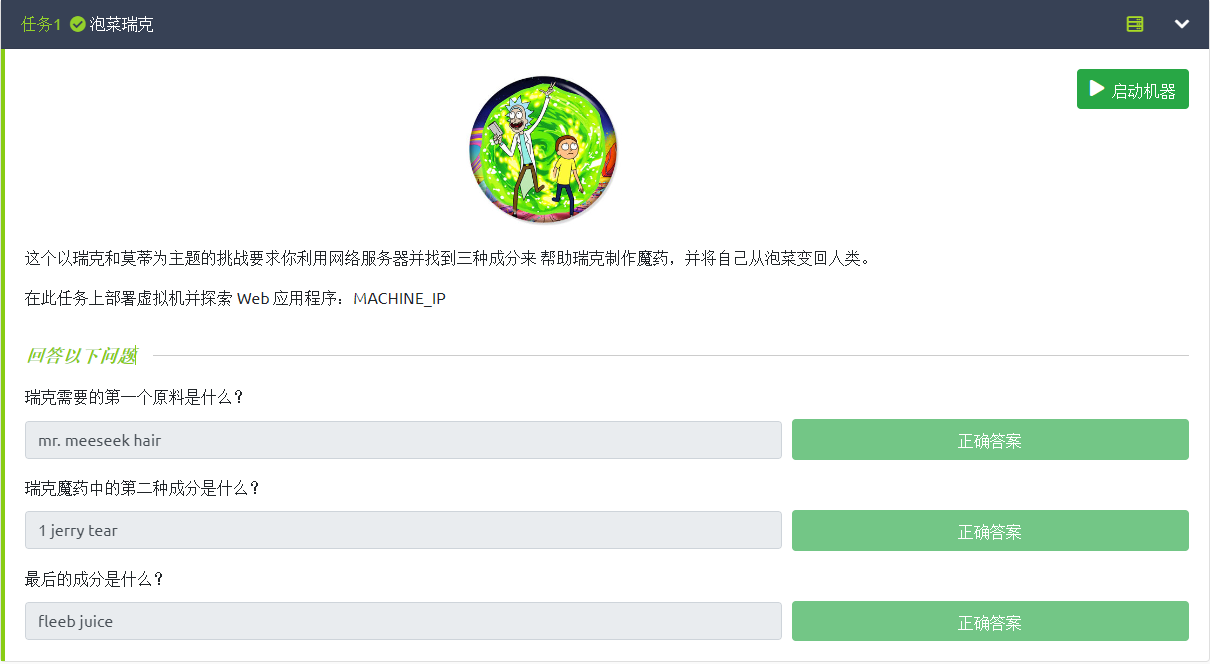 任务1 泡菜瑞克
启动机器
这个以瑞克和莫蒂为主题的挑战要求你利用网络服务器并找到三种成分来 帮助瑞克制作魔药，并将自己从泡菜变回人类。
在此任务上部署虚拟机并探索 Web 应用程序：MACHINE_IP
回答以下问题
瑞克需要的第一个原料是什么？
mr. meeseek hair
正确答案
瑞克魔药中的第二种成分是什么？
1 jerry tear
正确答案
最后的成分是什么？
fleeb juice
正确答案